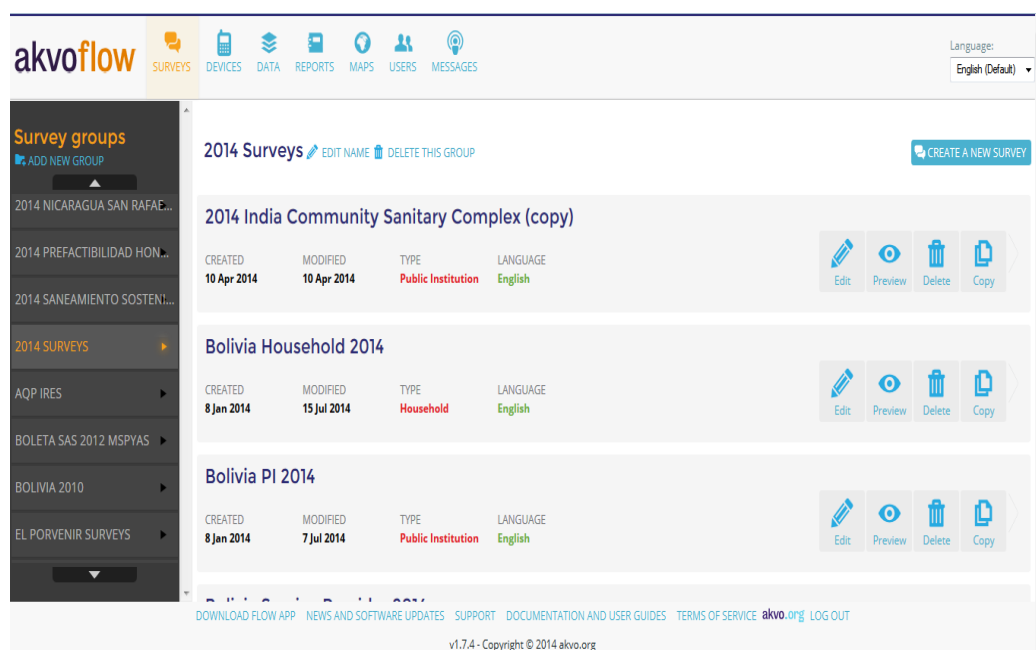 akvoflow
SURVEYS DEVICES DATA REPORTS MAPS USERS MESSAGES
Language:
English (Default)
Survey groups
ADD NEW GROUP
2014 NICARAGUA SAN RAFAE...
2014 PREFACTIBILIDAD HON...
2014 SANEAMIENTO SOSTENI...
2014 SURVEYS
AQP IRES
BOLETA SAS 2012 MSPYAS
BOLIVIA 2010
EL PORVENIR SURVEYS
2014 Surveys EDIT NAME DELETE THIS GROUP
CREATE A NEW SURVEY
2014 India Community Sanitary Complex (copy)
CREATED MODIFIED TYPE LANGUAGE
10 Apr 2014 10 Apr 2014 Public Institution English
Edit Preview Delete Copy
Bolivia Household 2014
CREATED MODIFIED TYPE LANGUAGE
8 Jan 2014 15 Jul 2014 Household English
Edit Preview Delete Copy
Bolivia PI 2014
CREATED MODIFIED TYPE LANGUAGE
8 Jan 2014 7 Jul 2014 Public Institution English
Edit Preview Delete Copy
DOWNLOAD FLOW APP NEWS AND SOFTWARE UPDATES SUPPORT DOCUMENTATION AND USER GUIDES TERMS OF SERVICE akvo.org LOG OUT
v1.7.4 - Copyright © 2014 akvo.org